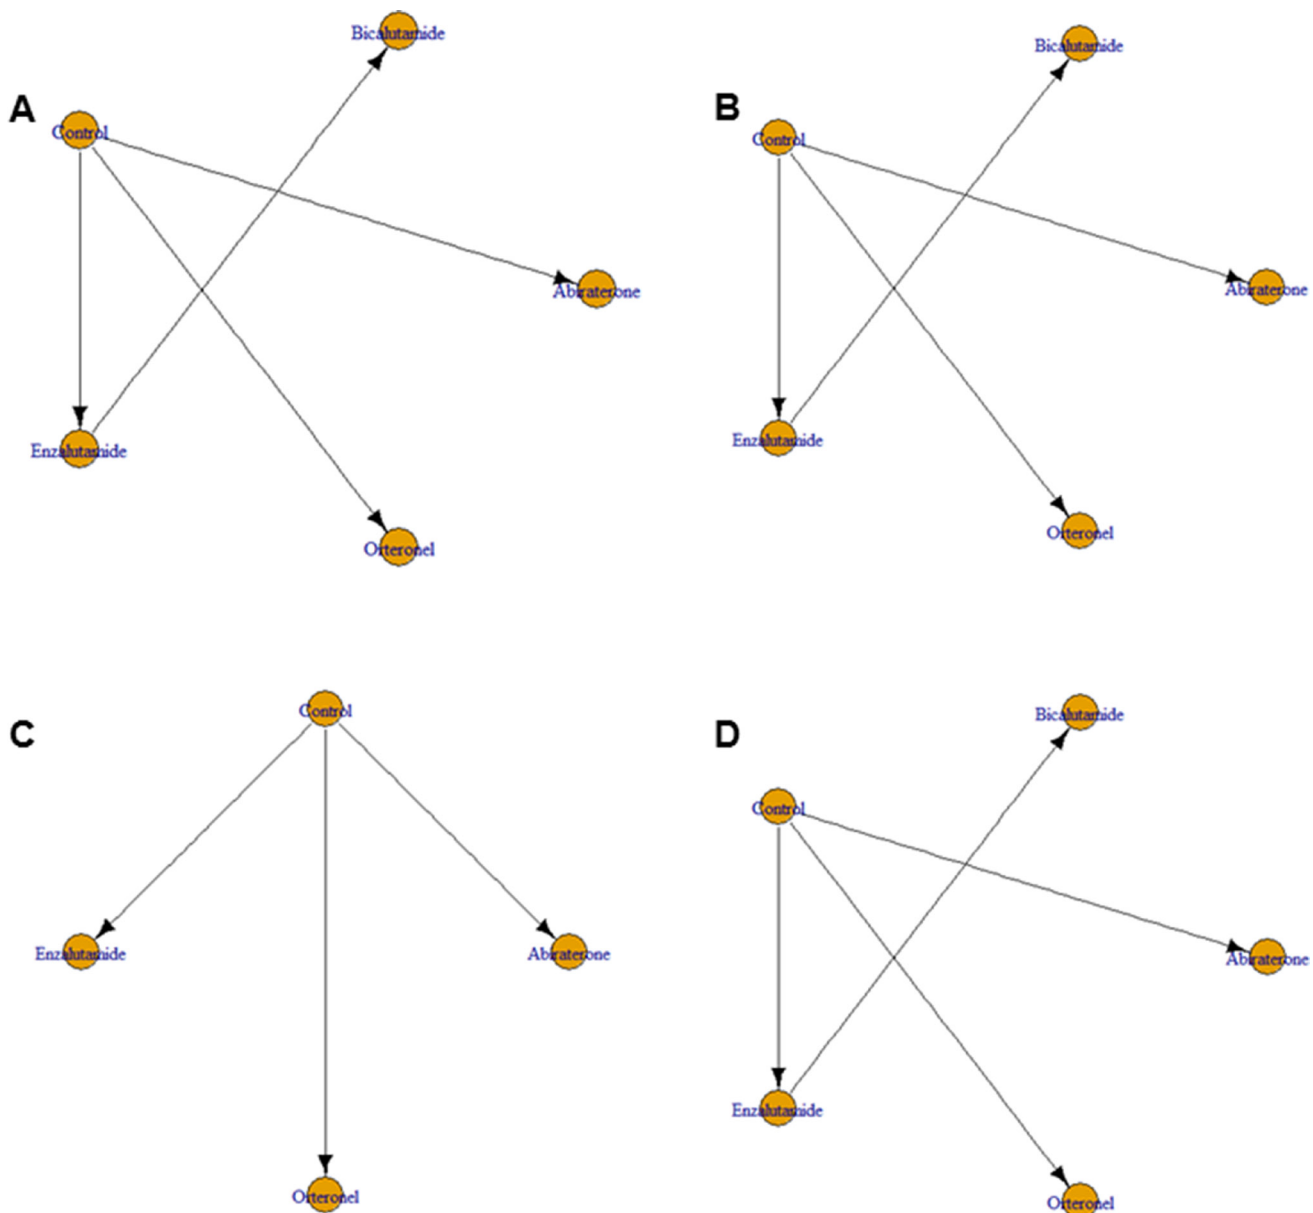 Bicalutamide
A
Control
Abiraterone
Enzalutamide
Orteronel
Bicalutamide
B
Control
Abiraterone
Enzalutamide
Orteronel
Control
C
Enzalutamide
Abiraterone
Orteronel
Bicalutamide
D
Control
Abiraterone
Enzalutamide
Orteronel